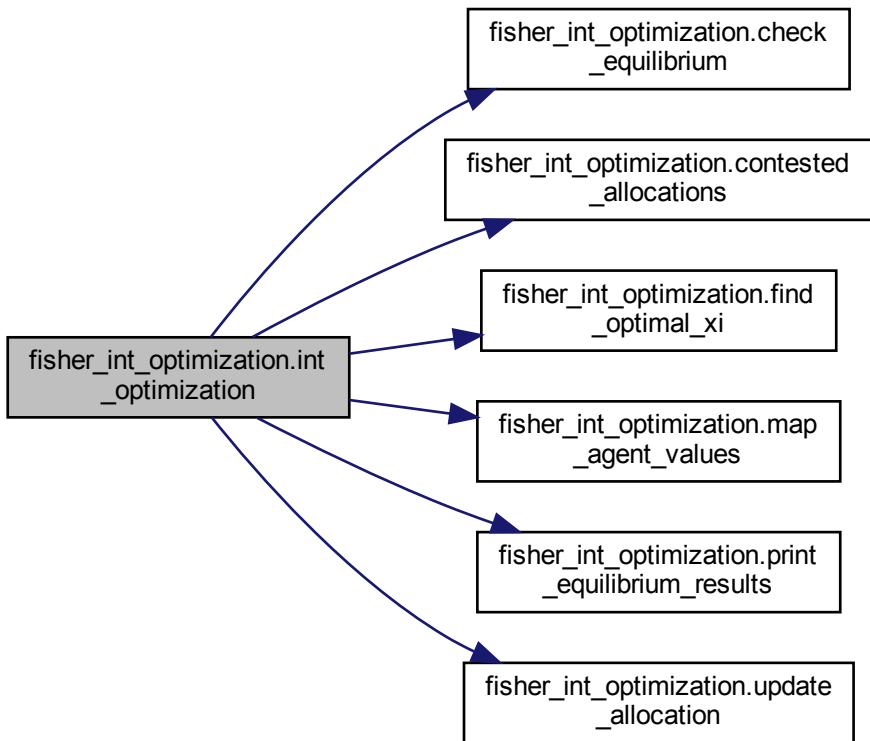 fisher_int_optimization.check
_equilibrium
fisher_int_optimization.contested
_allocations
fisher_int_optimization.find
_optimal_xi
fisher_int_optimization.int
_optimization
fisher_int_optimization.map
_agent_values
fisher_int_optimization.print
_equilibrium_results
fisher_int_optimization.update
_allocation